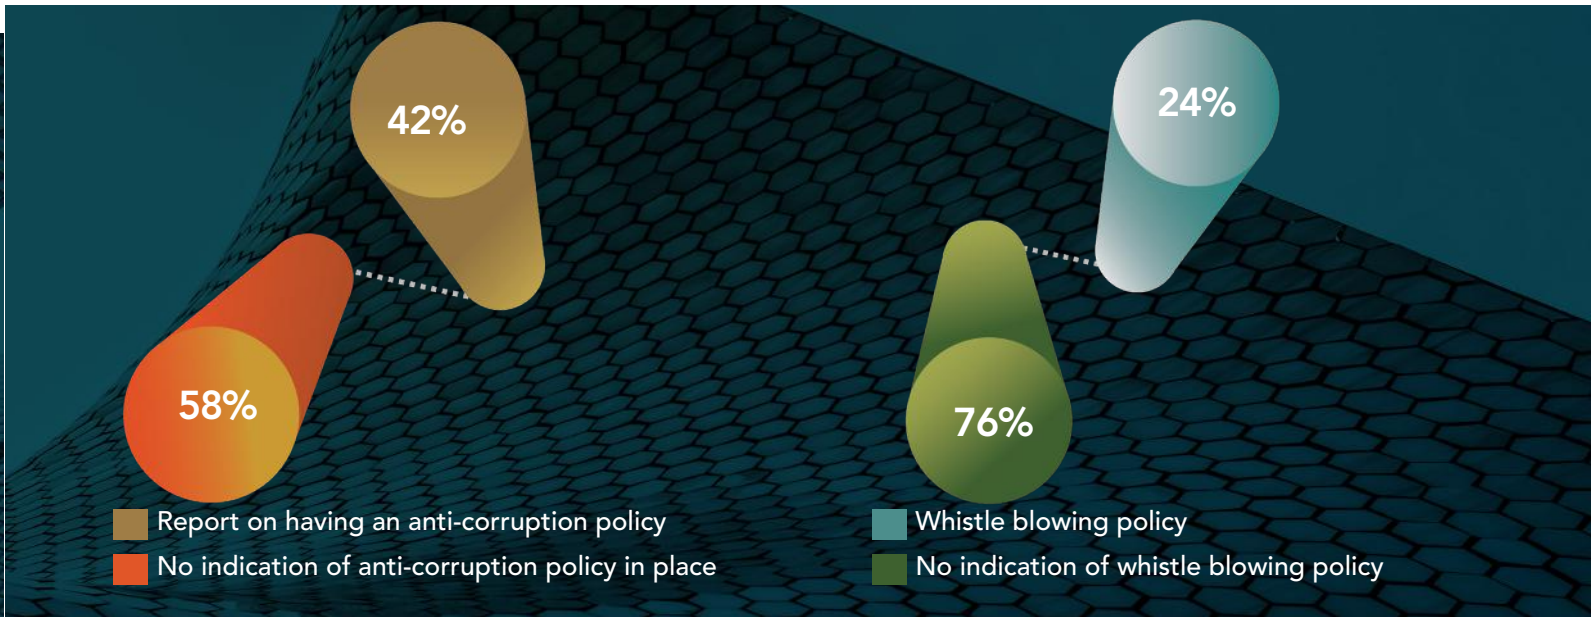 42%
58%
Report on having an anti-corruption policy
No indication of anti-corruption policy in place
24%
76%
Whistle blowing policy
No indication of whistle blowing policy